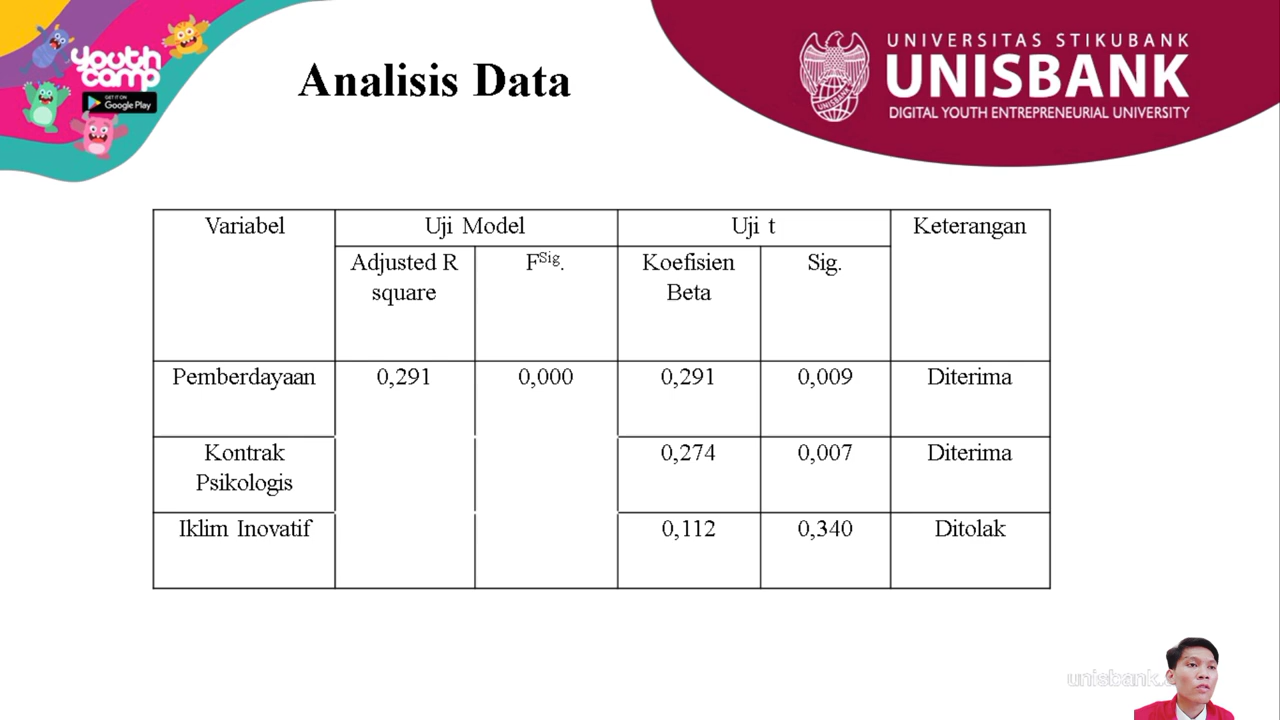 youth
camp
GET IT ON
Google Play
Analisis Data
UNIVERSITAS STIKUBANK
UNISBANK
DIGITAL YOUTH ENTREPRENEURIAL UNIVERSITY
UNISBANK
Variabel Uji Model Uji t Keterangan
Adjusted R square F^Sig. Koefisien Beta Sig.
Pemberdayaan 0,291 0,000 0,291 0,009 Diterima
Kontrak Psikologis 0,274 0,007 Diterima
Iklim Inovatif 0,112 0,340 Ditolak
unisbank.